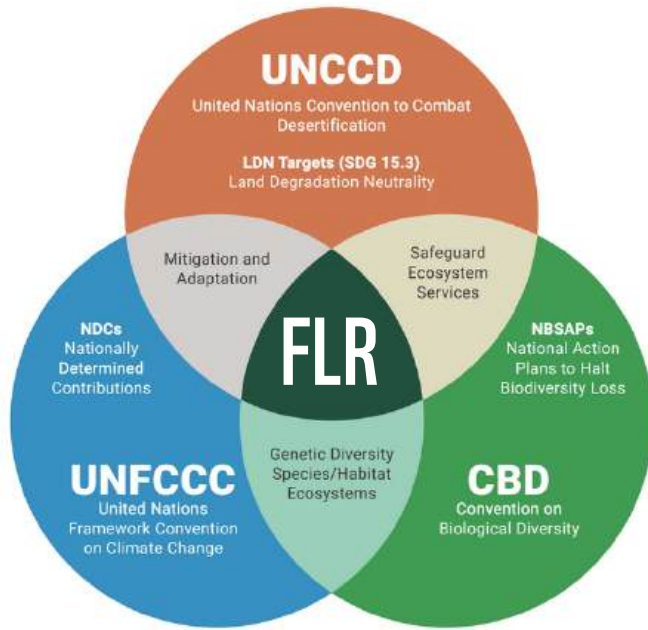 UNCCD
United Nations Convention to Combat
Desertification
LDN Targets (SDG 15.3)
Land Degradation Neutrality
Mitigation and
Adaptation
Safeguard
Ecosystem
Services
NDCs
Nationally
Determined
Contributions
FLR
NBSAPs
National Action
Plans to Halt
Biodiversity Loss
Genetic Diversity
Species/Habitat
Ecosystems
UNFCCC
United Nations
Framework Convention
on Climate Change
CBD
Convention on
Biological Diversity